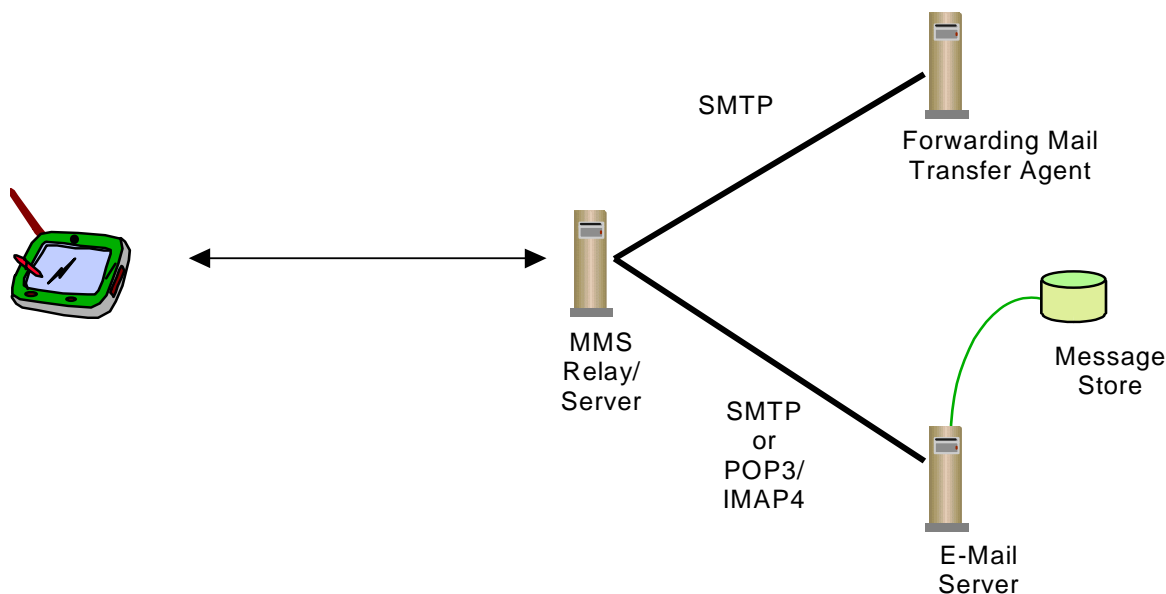 SMTP
Forwarding Mail
Transfer Agent
MMS
Relay/
Server
Message
Store
SMTP
or
POP3/
IMAP4
E-Mail
Server